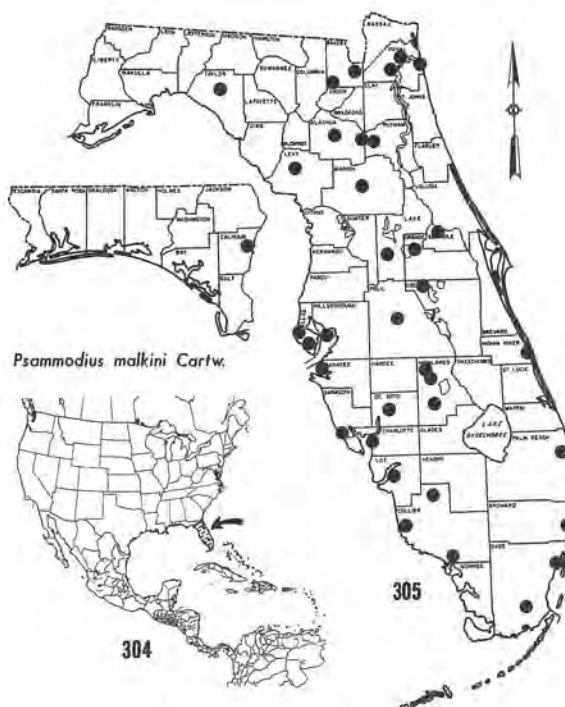 NASSAU
GADSDEN
LEON
JEFFERSON
MADISON
HAMILTON
BAKER
DUVAL
LIBERTY
WAKULLA
TAYLOR
SUWANNEE
COLUMBIA
UNION
CLAY
ST JOHNS
FRANKLIN
LAFAYETTE
BRADFORD
ALACHUA
PUTNAM
DIXIE
FLAGLER
LEVY
MARION
VOLUSIA
ESCAMBIA
SANTA ROSA
OKALOOSA
WALTON
HOLMES
JACKSON
WASHINGTON
CITRUS
SUMTER
LAKE
CALHOUN
BAY
GULF
HERNANDO
ORANGE
SEMINOLE
PASCO
POLK
HILLSBOROUGH
BREVARD
INDIAN RIVER
Psammodius malkini Cartw.
MANATEE
HARDEE
HIGHLANDS
OKEECHOBEE
ST. LUCIE
SARASOTA
DE SOTO
MARTIN
LAKE
OKEECHOBEE
CHARLOTTE
GLADES
PALM BEACH
LEE
HENDRY
COLLIER
BROWARD
DADE
MONROE
305
304